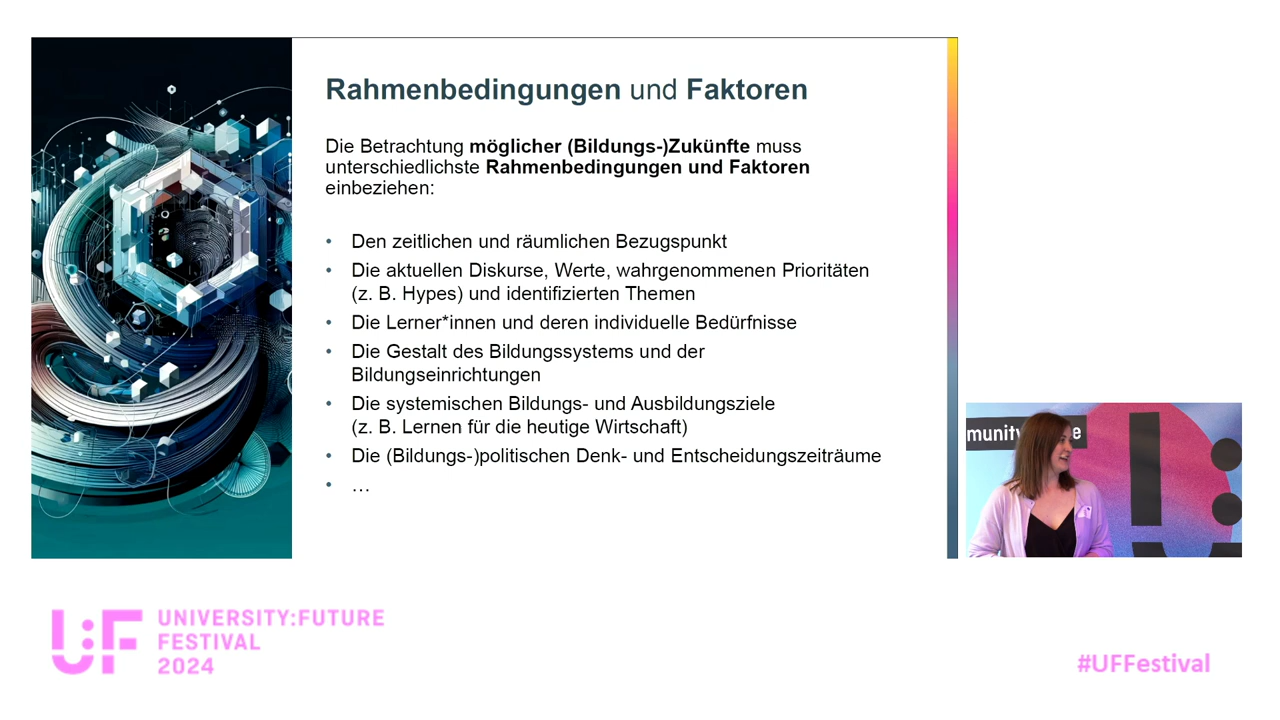 Rahmenbedingungen und Faktoren
Die Betrachtung möglicher (Bildungs-)Zukünfte muss
unterschiedlichste Rahmenbedingungen und Faktoren
einbeziehen:
• Den zeitlichen und räumlichen Bezugspunkt
• Die aktuellen Diskurse, Werte, wahrgenommenen Prioritäten
(z. B. Hypes) und identifizierten Themen
• Die Lerner*innen und deren individuelle Bedürfnisse
• Die Gestalt des Bildungssystems und der
Bildungseinrichtungen
• Die systemischen Bildungs- und Ausbildungsziele
(z. B. Lernen für die heutige Wirtschaft)
• Die (Bildungs-)politischen Denk- und Entscheidungszeiträume
• …
U:F
UNIVERSITY:FUTURE
FESTIVAL
2024
#UFFestival